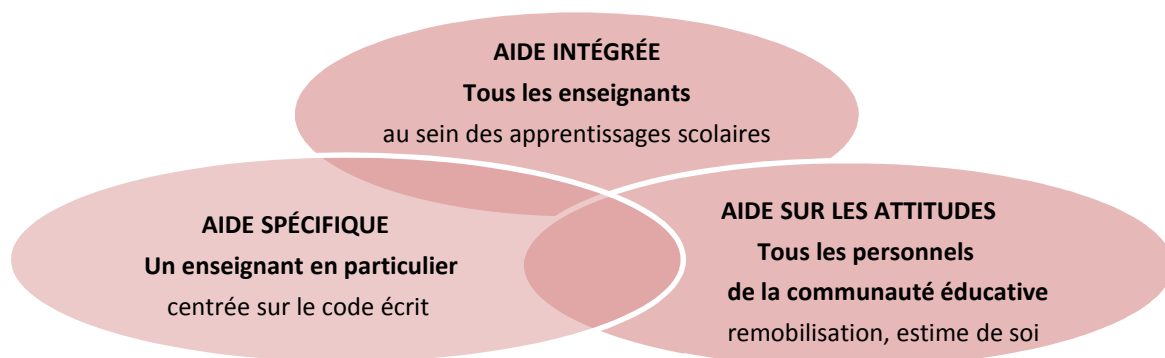 AIDE INTÉGRÉE
Tous les enseignants
au sein des apprentissages scolaires
AIDE SPÉCIFIQUE
Un enseignant en particulier
centrée sur le code écrit
AIDE SUR LES ATTITUDES
Tous les personnels
de la communauté éducative
remobilisation, estime de soi